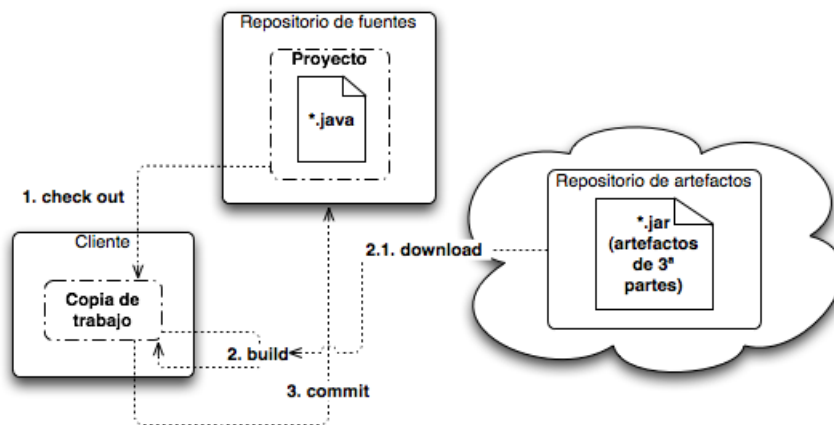 Repositorio de fuentes
Proyecto
*.java
1. check out
Repositorio de artefactos
*.jar
(artefactos
de 3ª
partes)
Cliente
2.1. download
Copia de
trabajo
2. build
3. commit